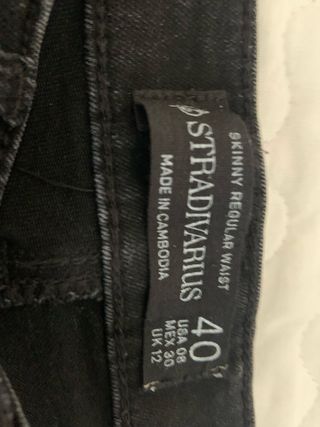 SKINNY REGULAR WAIST
STRADIVARIUS
MADE IN CAMBODIA
40
USA 08
MEX 30
UK 12